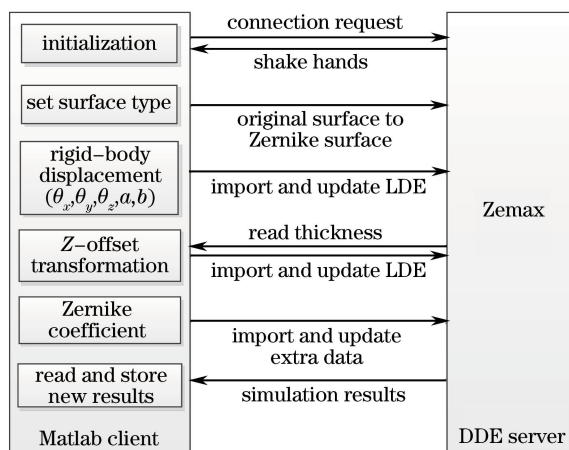 connection request
initialization
shake hands
set surface type
original surface to
Zernike surface
rigid−body
displacement
(θx,θy,θz,a,b)
import and update LDE
Zemax
read thickness
Z−offset
transformation
import and update LDE
Zernike
coefficient
import and update
extra data
read and store
new results
simulation results
Matlab client
DDE server